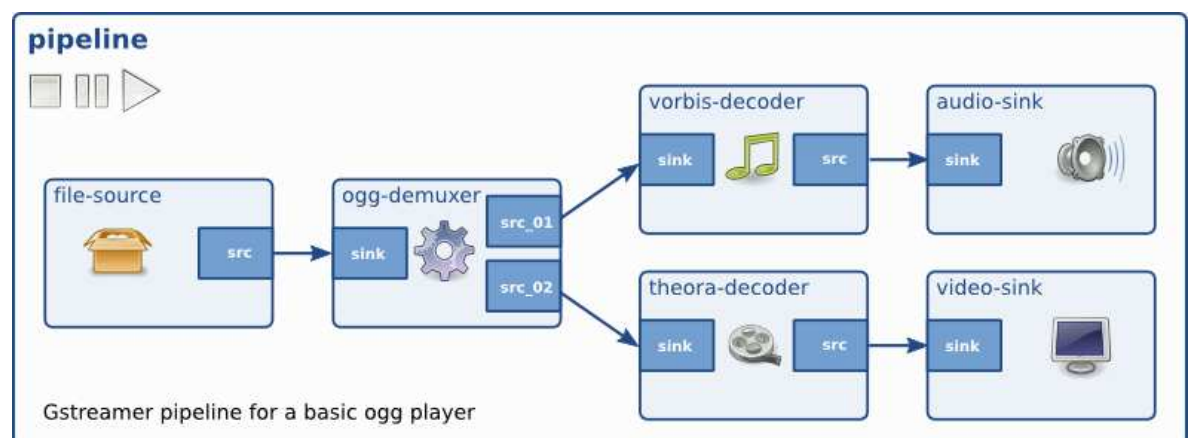 pipeline
file-source
src
ogg-demuxer
sink
src_01
src_02
vorbis-decoder
sink
src
audio-sink
sink
theora-decoder
sink
src
video-sink
sink
Gstreamer pipeline for a basic ogg player